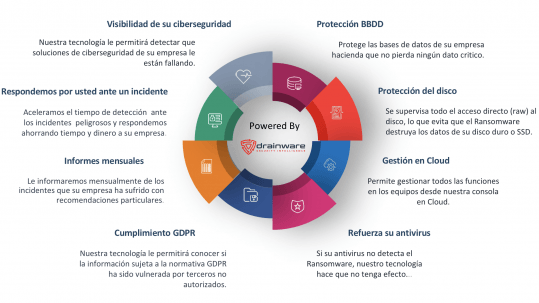 Visibilidad de su ciberseguridad
Nuestra tecnología le permitirá detectar que
soluciones de ciberseguridad de su empresa le
están fallando.
Respondemos por usted ante un incidente
Aceleramos el tiempo de detección ante
los incidentes peligrosos y respondemos
ahorrando tiempo y dinero a su empresa.
Informes mensuales
Le informaremos mensualmente de los
incidentes que su empresa ha sufrido con
recomendaciones particulares.
Cumplimiento GDPR
Nuestra tecnología le permitirá conocer si
la información sujeta a la normativa GDPR
ha sido vulnerada por terceros no
autorizados.
Powered By
drainware
SECURITY INTELLIGENCE
Protección BBDD
Protege las bases de datos de su empresa
hacienda que no pierda ningún dato crítico.
Protección del disco
Se supervisa todo el acceso directo (raw) al
disco, lo que evita que el Ransomware
destruya los datos de su disco duro o SSD.
Gestión en Cloud
Permite gestionar todos las funciones
en los equipos desde nuestra consola
en Cloud.
Refuerza su antivirus
Si su antivirus no detecta el
Ransomware, nuestro tecnología
hace que no tenga efecto...